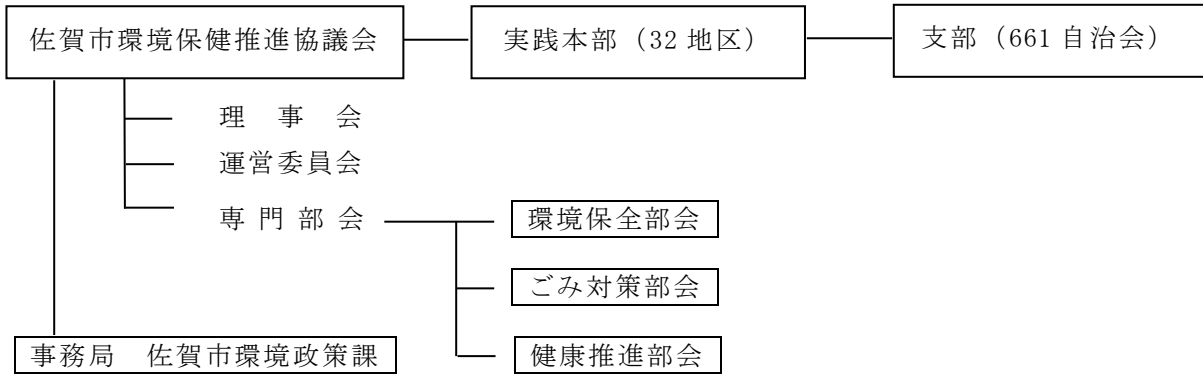 佐賀市環境保健推進協議会
実践本部（32 地区）
支部（661 自治会）
理　事　会
運営委員会
専 門 部 会
環境保全部会
ごみ対策部会
事務局　佐賀市環境政策課
健康推進部会